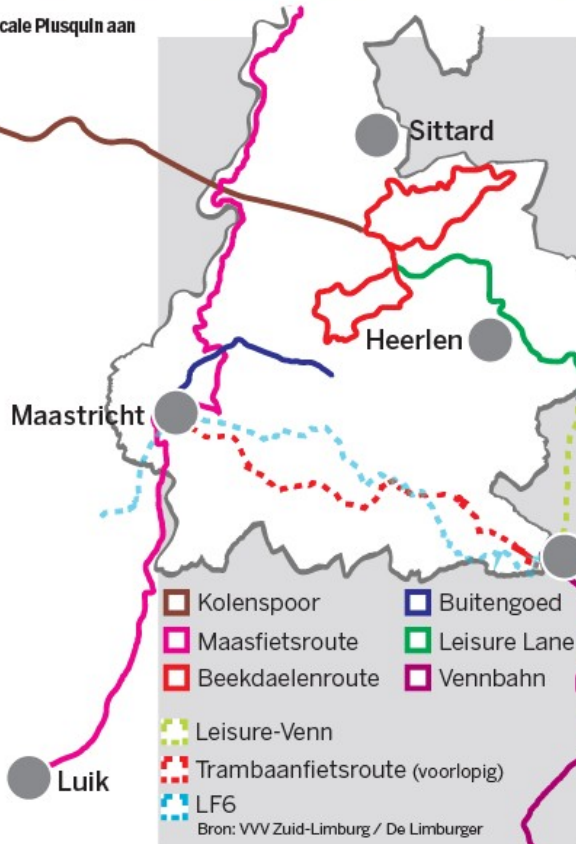 cale Plusquin aan
Sittard
Heerlen
Maastricht
Kolenspoor
Buitengoed
Maasfietsroute
Leisure Lane
Beekdaelenroute
Vennbahn
Leisure-Venn
Trambaanfietsroute (voorlopig)
Luik
LF6
Bron: VVV Zuid-Limburg / De Limburger